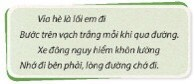 Vỉa hè là lối em đi
Bước trên vạch trắng mỗi khi qua đường.
Xe đông nguy hiểm khôn lường
Nhớ đi bên phải, lòng đường chớ đi.